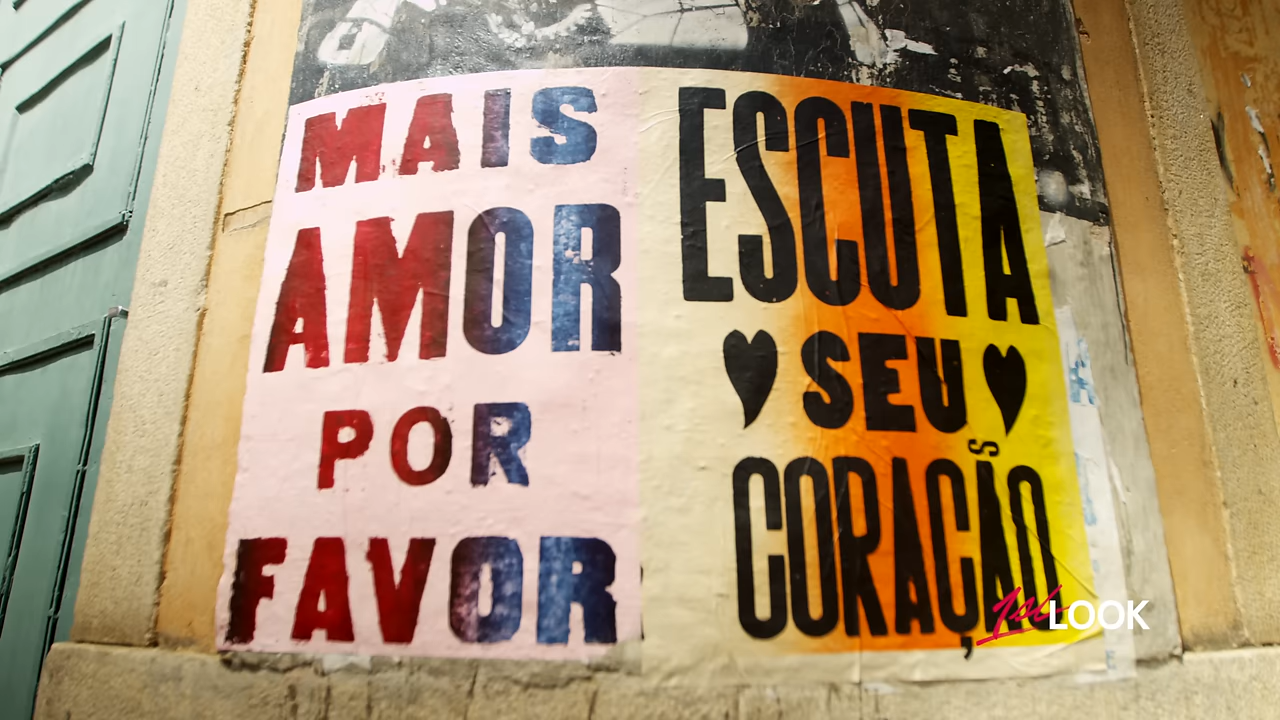 MAIS
AMOR
POR
FAVOR
ESCUTA
SEU
CORAÇÃO
1st LOOK